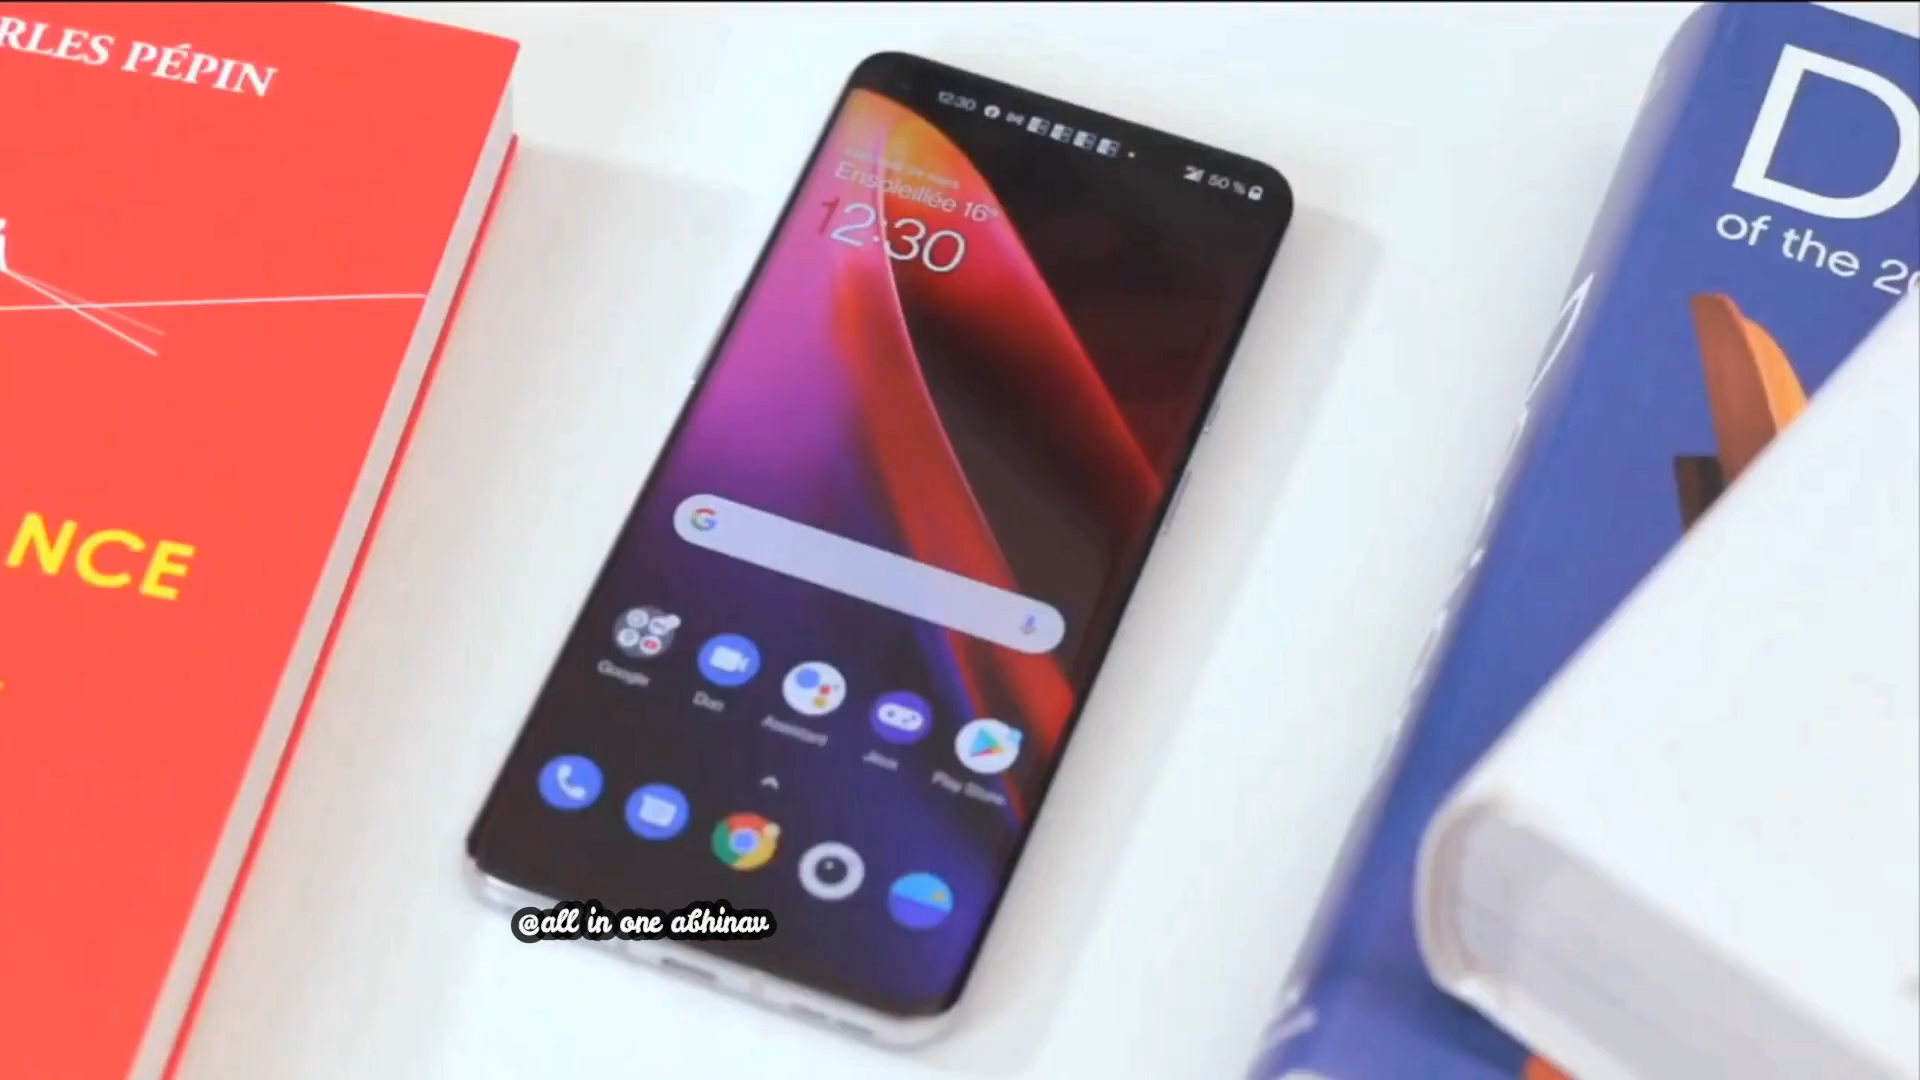 RLES PÉPIN
NCE
12:30
50 %
Ensoleillée 16°
12:30
Google
Duo
Assistant
Jeux
Play Store
@all in one abhinav
D
of the 20